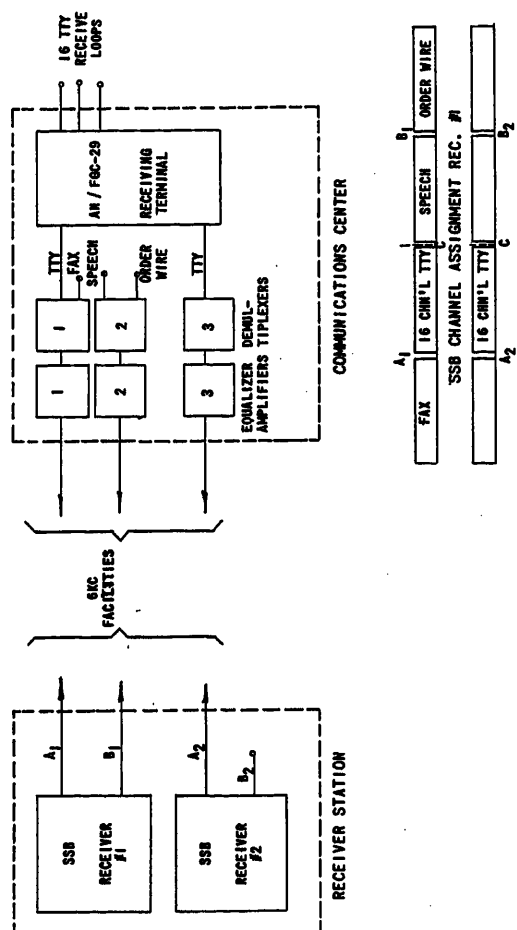 SSB
RECEIVER
#1
A1
B1
SSB
RECEIVER
#2
A2
B2
RECEIVER STATION
6KC
FACILITIES
1
2
3
EQUALIZER
AMPLIFIERS
1
2
3
DEMUL-
TIPLEXERS
TTY
FAX
SPEECH
ORDER
WIRE
TTY
AN/FGC-29
RECEIVING
TERMINAL
16 TTY
RECEIVE
LOOPS
COMMUNICATIONS CENTER
A1
B1
FAX
16 CHN'L TTY
SPEECH
ORDER WIRE
C
SSB CHANNEL ASSIGNMENT REC. #1
16 CHN'L TTY
A2
C
B2